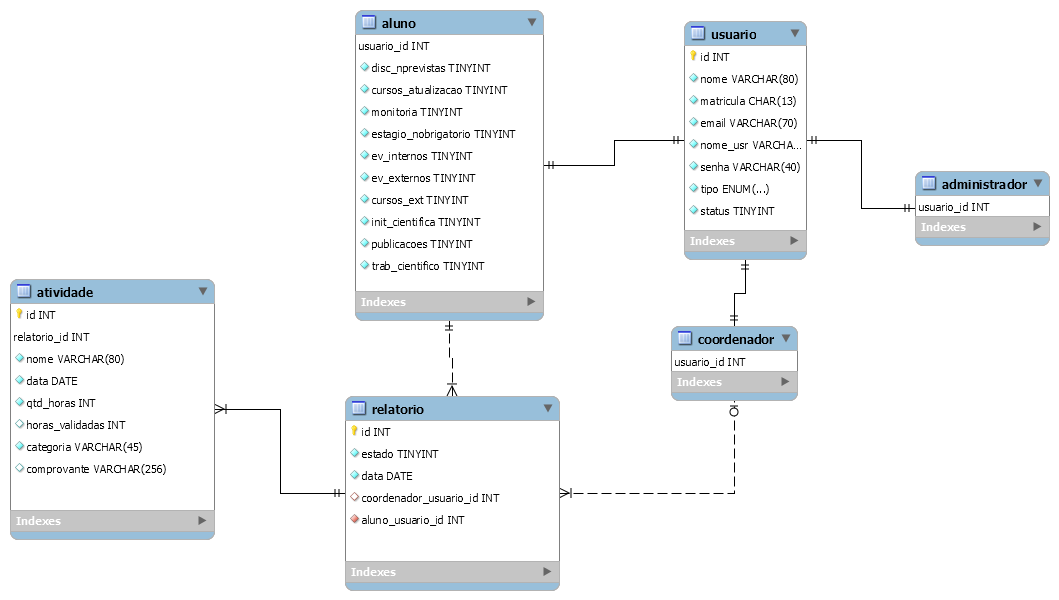 aluno
usuario_id INT
disc_nprevistas TINYINT
cursos_atualizacao TINYINT
monitoria TINYINT
estagio_nobrigatorio TINYINT
ev_internos TINYINT
ev_externos TINYINT
cursos_ext TINYINT
init_cientifica TINYINT
publicacoes TINYINT
trab_cientifico TINYINT
Indexes
usuario
id INT
nome VARCHAR(80)
matricula CHAR(13)
email VARCHAR(70)
nome_usr VARCHA...
senha VARCHAR(40)
tipo ENUM(...)
status TINYINT
Indexes
administrador
usuario_id INT
Indexes
atividade
id INT
relatorio_id INT
nome VARCHAR(80)
data DATE
qtd_horas INT
horas_validadas INT
categoria VARCHAR(45)
comprovante VARCHAR(256)
Indexes
coordenador
usuario_id INT
Indexes
relatorio
id INT
estado TINYINT
data DATE
coordenador_usuario_id INT
aluno_usuario_id INT
Indexes